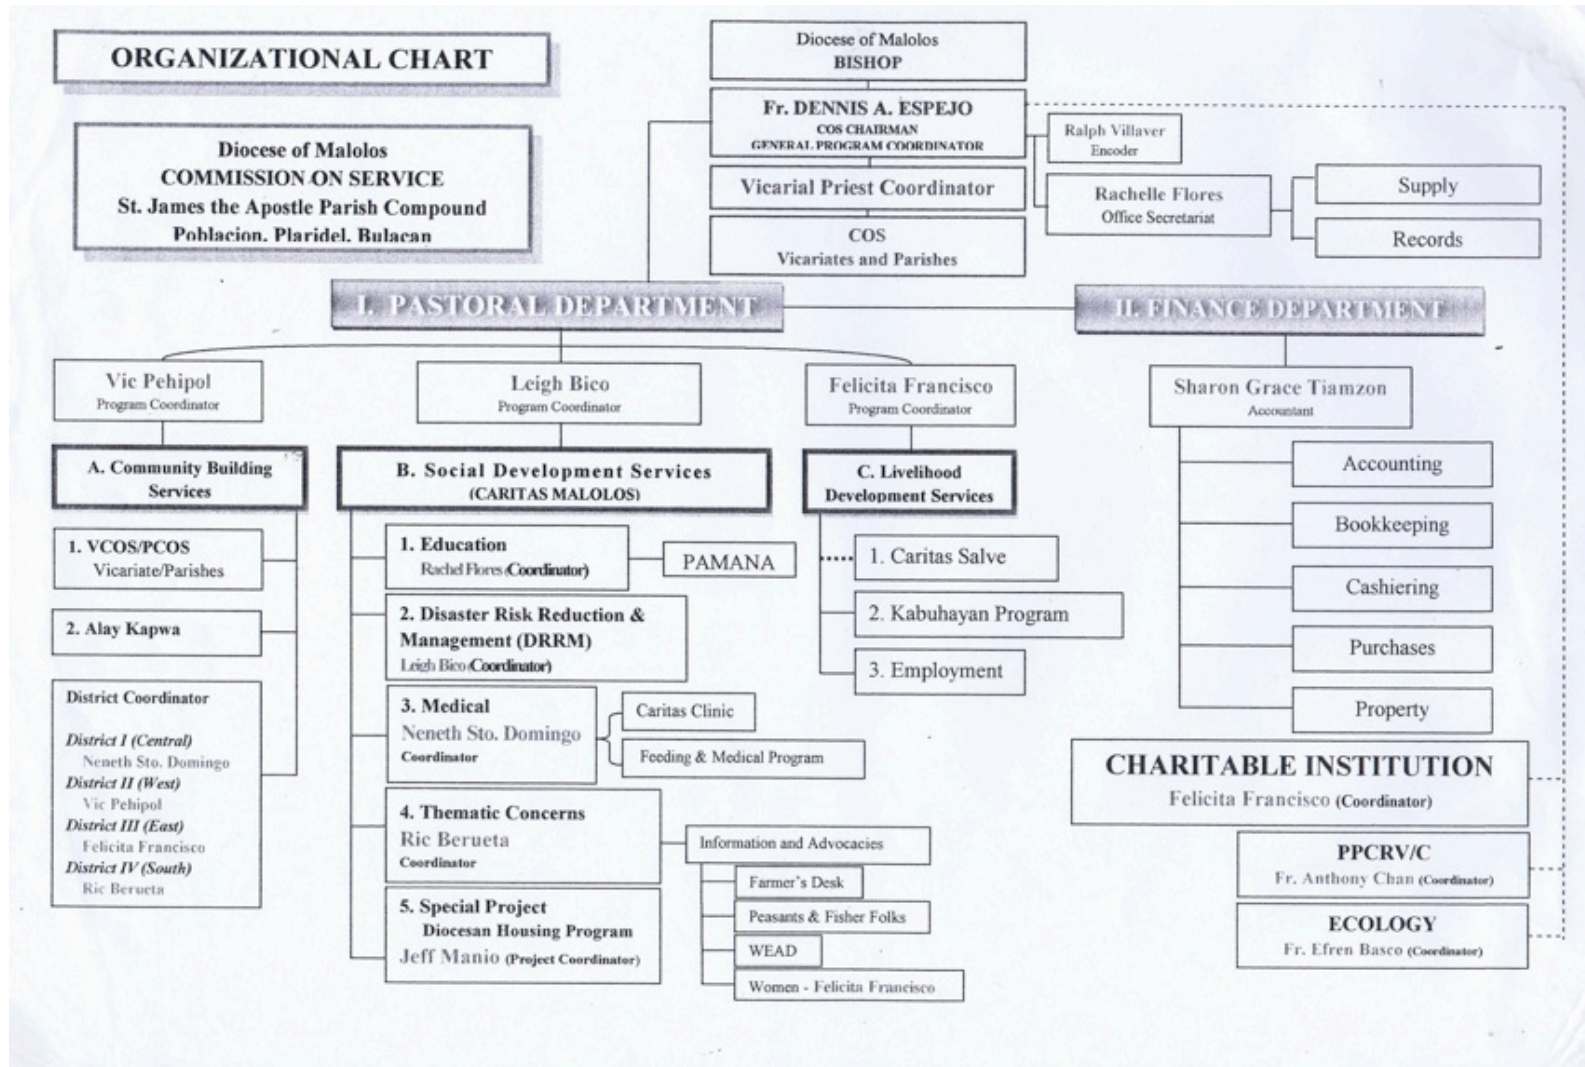 ORGANIZATIONAL CHART
Diocese of Malolos
COMMISSION ON SERVICE
St. James the Apostle Parish Compound
Poblacion, Plaridel, Bulacan
Diocese of Malolos
BISHOP
Fr. DENNIS A. ESPEJO
COS CHAIRMAN
GENERAL PROGRAM COORDINATOR
Ralph Villaver
Encoder
Vicarial Priest Coordinator
Rachelle Flores
Office Secretariat
Supply
Records
COS
Vicariates and Parishes
I. PASTORAL DEPARTMENT
II. FINANCE DEPARTMENT
Vic Pehipol
Program Coordinator
Leigh Bico
Program Coordinator
Felicita Francisco
Program Coordinator
Sharon Grace Tiamzon
Accountant
A. Community Building
Services
1. VCOS/PCOS
Vicariate/Parishes
2. Alay Kapwa
District Coordinator
District I (Central)
Neneth Sto. Domingo
District II (West)
Vic Pehipol
District III (East)
Felicita Francisco
District IV (South)
Ric Berueta
B. Social Development Services
(CARITAS MALOLOS)
1. Education
Rachel Flores (Coordinator)
PAMANA
2. Disaster Risk Reduction &
Management (DRRM)
Leigh Bico (Coordinator)
3. Medical
Neneth Sto. Domingo
Coordinator
Caritas Clinic
Feeding & Medical Program
4. Thematic Concerns
Ric Berueta
Coordinator
Information and Advocacies
Farmer's Desk
Peasants & Fisher Folks
WEAD
Women - Felicita Francisco
5. Special Project
Diocesan Housing Program
Jeff Manio (Project Coordinator)
C. Livelihood
Development Services
1. Caritas Salve
2. Kabuhayan Program
3. Employment
Accounting
Bookkeeping
Cashiering
Purchases
Property
CHARITABLE INSTITUTION
Felicita Francisco (Coordinator)
PPCRV/C
Fr. Anthony Chan (Coordinator)
ECOLOGY
Fr. Efren Basco (Coordinator)